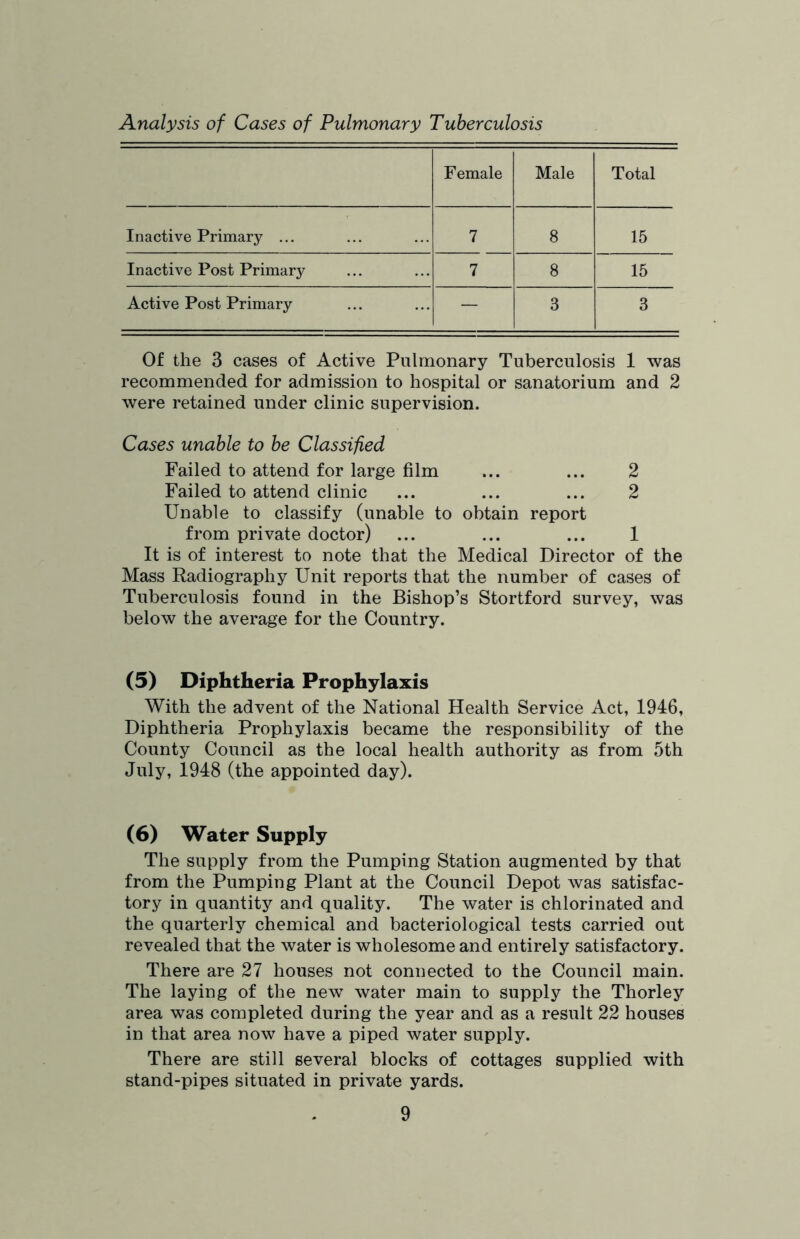 Analysis of Cases of Pulmonary Tuberculosis
Female Male Total
Inactive Primary ... ... ... 7 8 15
Inactive Post Primary ... ... 7 8 15
Active Post Primary ... ... — 3 3
Of the 3 cases of Active Pulmonary Tuberculosis 1 was
recommended for admission to hospital or sanatorium and 2
were retained under clinic supervision.
Cases unable to be Classified
Failed to attend for large film ... ... 2
Failed to attend clinic ... ... ... 2
Unable to classify (unable to obtain report
from private doctor) ... ... ... 1
It is of interest to note that the Medical Director of the
Mass Radiography Unit reports that the number of cases of
Tuberculosis found in the Bishop's Stortford survey, was
below the average for the Country.
(5) Diphtheria Prophylaxis
With the advent of the National Health Service Act, 1946,
Diphtheria Prophylaxis became the responsibility of the
County Council as the local health authority as from 5th
July, 1948 (the appointed day).
(6) Water Supply
The supply from the Pumping Station augmented by that
from the Pumping Plant at the Council Depot was satisfac-
tory in quantity and quality. The water is chlorinated and
the quarterly chemical and bacteriological tests carried out
revealed that the water is wholesome and entirely satisfactory.
There are 27 houses not connected to the Council main.
The laying of the new water main to supply the Thorley
area was completed during the year and as a result 22 houses
in that area now have a piped water supply.
There are still several blocks of cottages supplied with
stand-pipes situated in private yards.
9